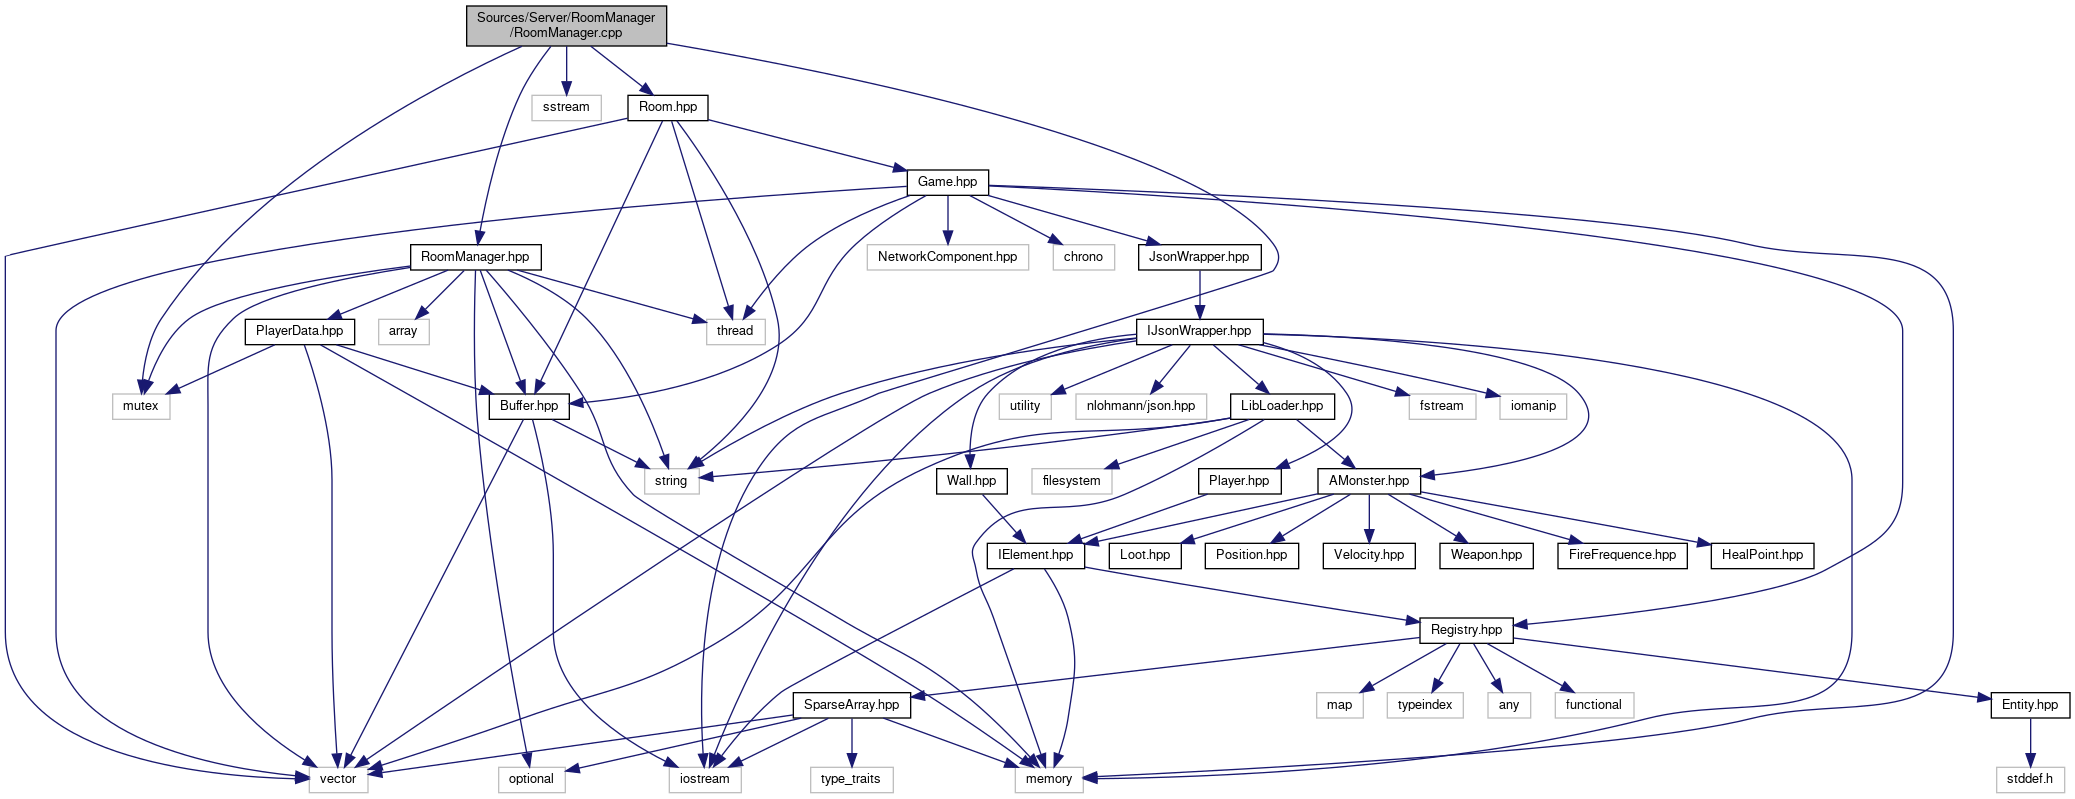 Sources/Server/RoomManager
/RoomManager.cpp
sstream
Room.hpp
Game.hpp
RoomManager.hpp
NetworkComponent.hpp
chrono
JsonWrapper.hpp
PlayerData.hpp
array
thread
IJsonWrapper.hpp
mutex
Buffer.hpp
utility
nlohmann/json.hpp
LibLoader.hpp
fstream
iomanip
string
Wall.hpp
filesystem
Player.hpp
AMonster.hpp
IElement.hpp
Loot.hpp
Position.hpp
Velocity.hpp
Weapon.hpp
FireFrequence.hpp
HealPoint.hpp
Registry.hpp
SparseArray.hpp
map
typeindex
any
functional
Entity.hpp
vector
optional
iostream
type_traits
memory
stddef.h